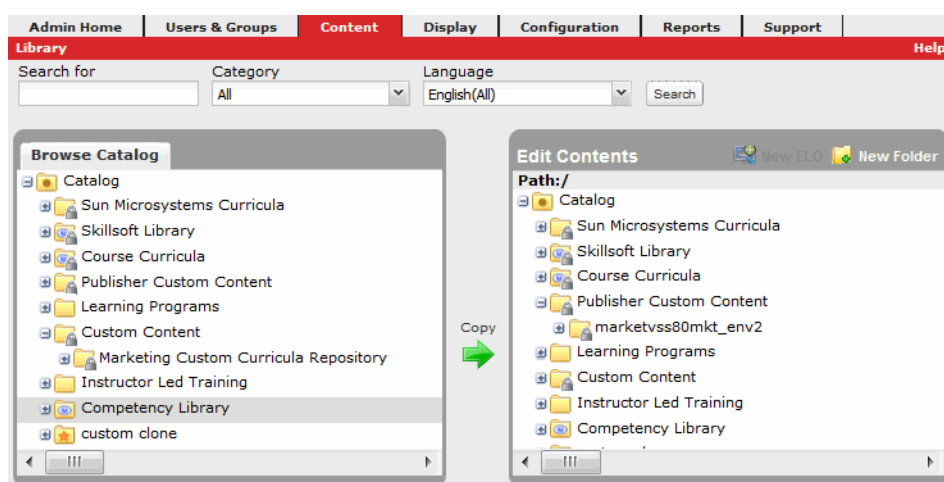 Admin Home Users & Groups Content Display Configuration Reports Support
Library Help
Search for Category Language
All English(All) Search
Browse Catalog
Catalog
Sun Microsystems Curricula
Skillsoft Library
Course Curricula
Publisher Custom Content
Learning Programs
Custom Content
Marketing Custom Curricula Repository
Instructor Led Training
Competency Library
custom clone
Copy
Edit Contents New ELO New Folder
Path:/
Catalog
Sun Microsystems Curricula
Skillsoft Library
Course Curricula
Publisher Custom Content
marketvss80mkt_env2
Learning Programs
Custom Content
Instructor Led Training
Competency Library